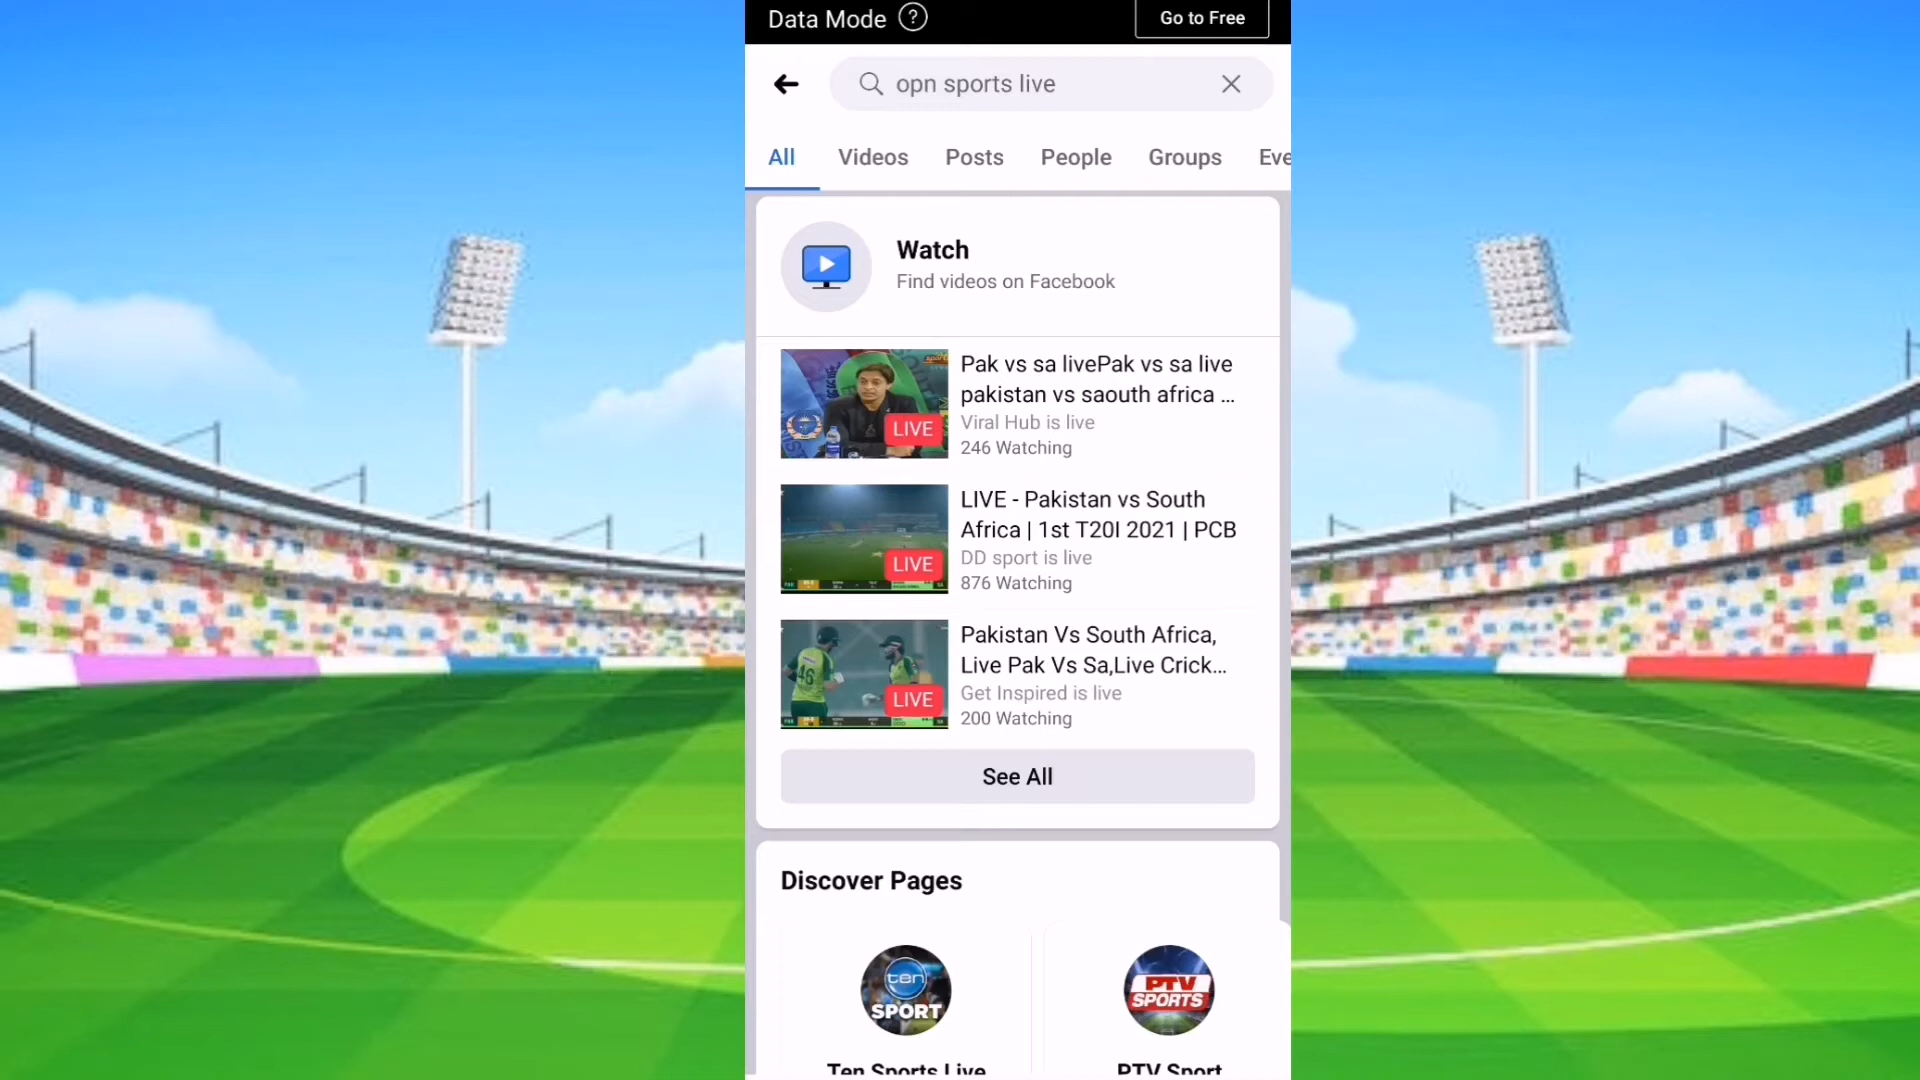 Data Mode ?
Go to Free
opn sports live
All Videos Posts People Groups Eve
Watch
Find videos on Facebook
LIVE
Pak vs sa livePak vs sa live
pakistan vs saouth africa ...
Viral Hub is live
246 Watching
LIVE
LIVE - Pakistan vs South
Africa | 1st T20I 2021 | PCB
DD sport is live
876 Watching
46
LIVE
Pakistan Vs South Africa,
Live Pak Vs Sa,Live Crick...
Get Inspired is live
200 Watching
See All
Discover Pages
ten
SPORT
PTV
SPORTS
Ten Sports Live
PTV Sport